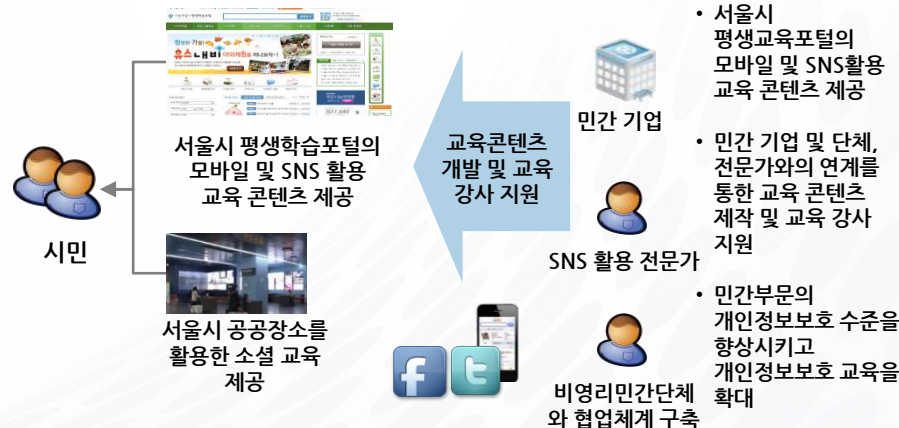 서울시 평생학습포털의
모바일 및 SNS 활용
교육 콘텐츠 제공
시민
서울시 공공장소를
활용한 소셜 교육
제공
교육콘텐츠
개발 및 교육
강사 지원
민간 기업
SNS 활용 전문가
비영리민간단체
와 협업체계 구축
• 서울시
평생교육포털의
모바일 및 SNS활용
교육 콘텐츠 제공
• 민간 기업 및 단체,
전문가와의 연계를
통한 교육 콘텐츠
제작 및 교육 강사
지원
• 민간부문의
개인정보보호 수준을
향상시키고
개인정보보호 교육을
확대